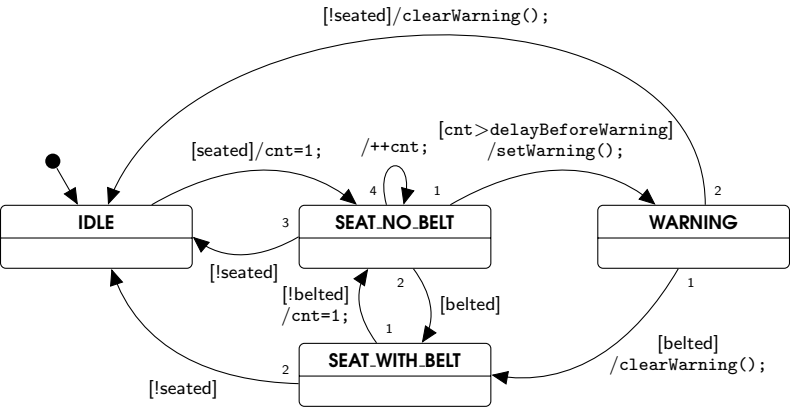 [!seated]/clearWarning();
[seated]/cnt=1;
/++cnt;
[cnt>delayBeforeWarning]
/setWarning();
4
1
2
IDLE
3
SEAT_NO_BELT
WARNING
[!seated]
2
1
[!belted]
/cnt=1;
[belted]
1
[belted]
/clearWarning();
2
SEAT_WITH_BELT
[!seated]